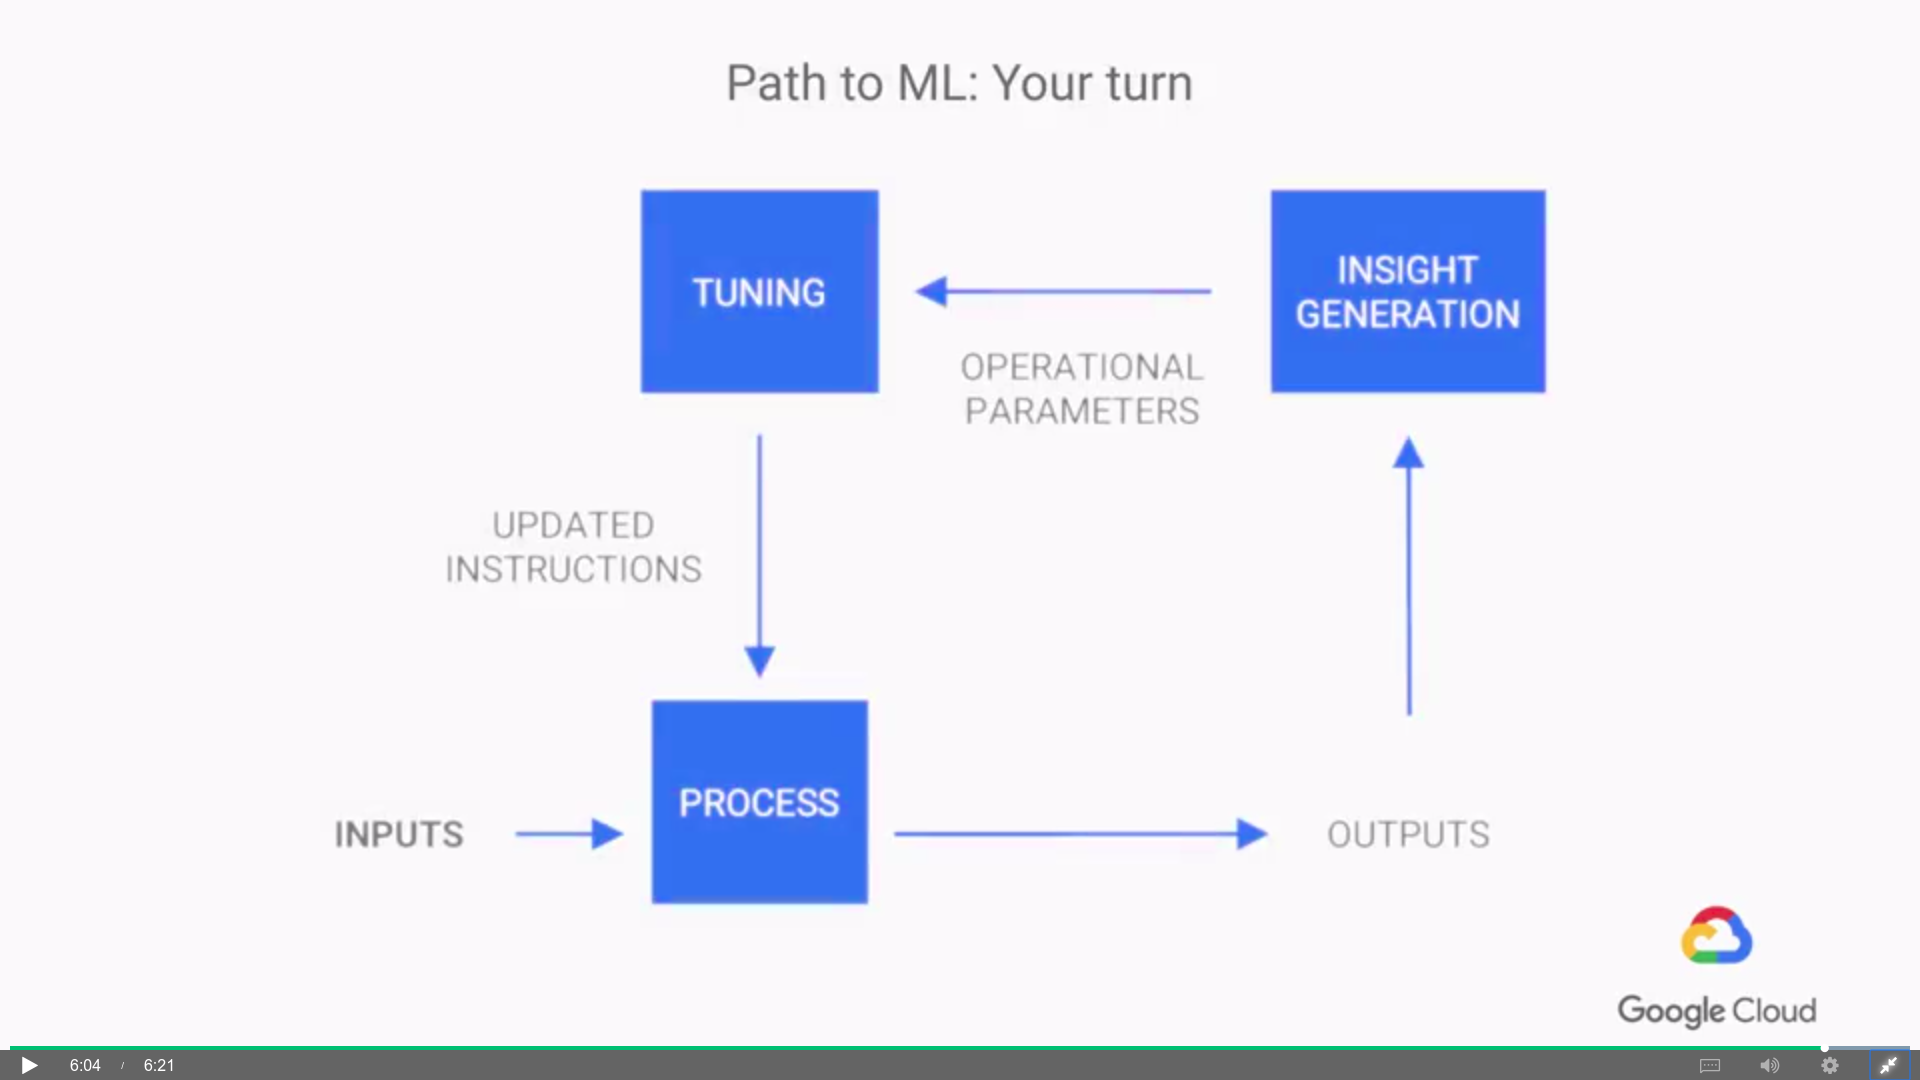 Path to ML: Your turn
TUNING
INSIGHT
GENERATION
OPERATIONAL
PARAMETERS
UPDATED
INSTRUCTIONS
PROCESS
INPUTS
OUTPUTS
Google Cloud
6:04 / 6:21